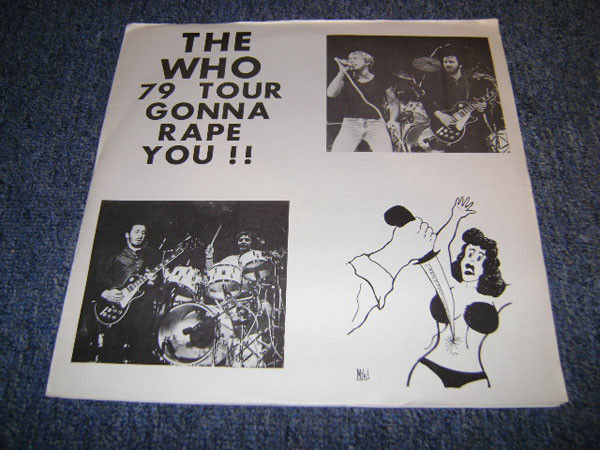 THE
WHO
79 TOUR
GONNA
RAPE
YOU !!